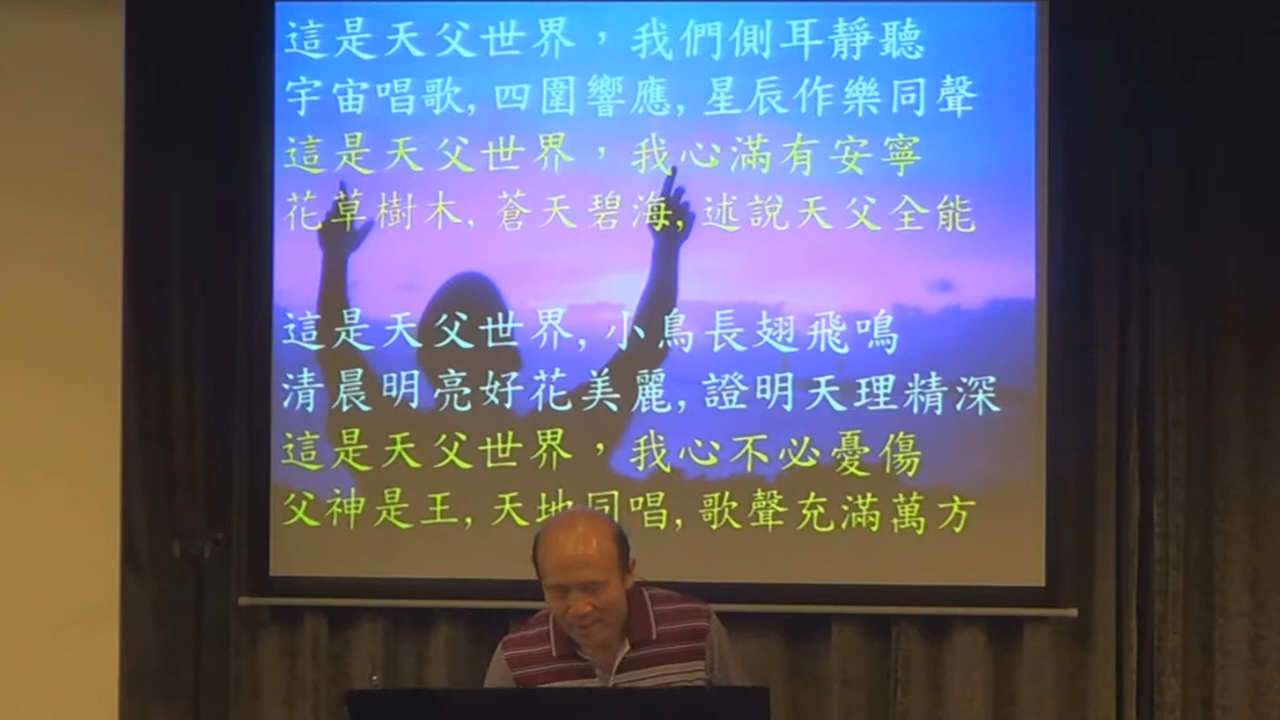 這是天父世界，我們側耳靜聽
宇宙唱歌, 四圍響應, 星辰作樂同聲
這是天父世界，我心滿有安寧
花草樹木, 蒼天碧海, 述說天父全能
這是天父世界, 小鳥長翅飛鳴
清晨明亮好花美麗, 證明天理精深
這是天父世界，我心不必憂傷
父神是王, 天地同唱, 歌聲充滿萬方